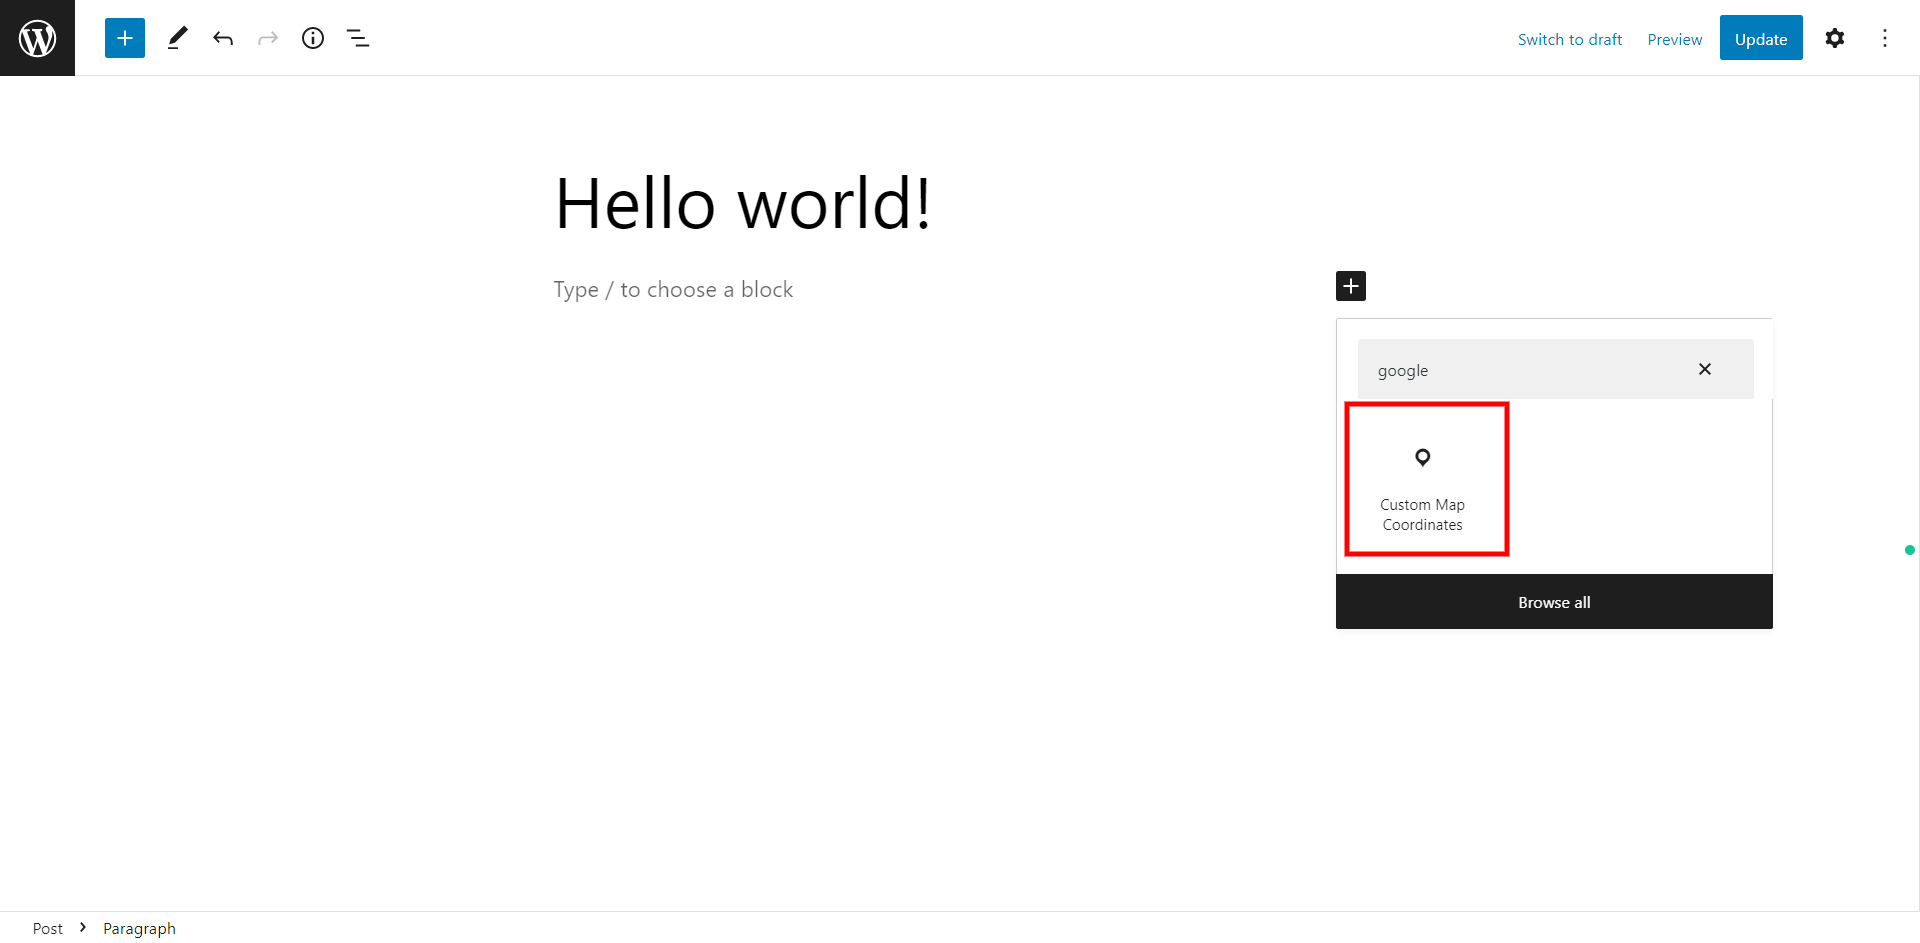 Switch to draft
Preview
Update
Hello world!
Type / to choose a block
google
Custom Map
Coordinates
Browse all
Post
Paragraph